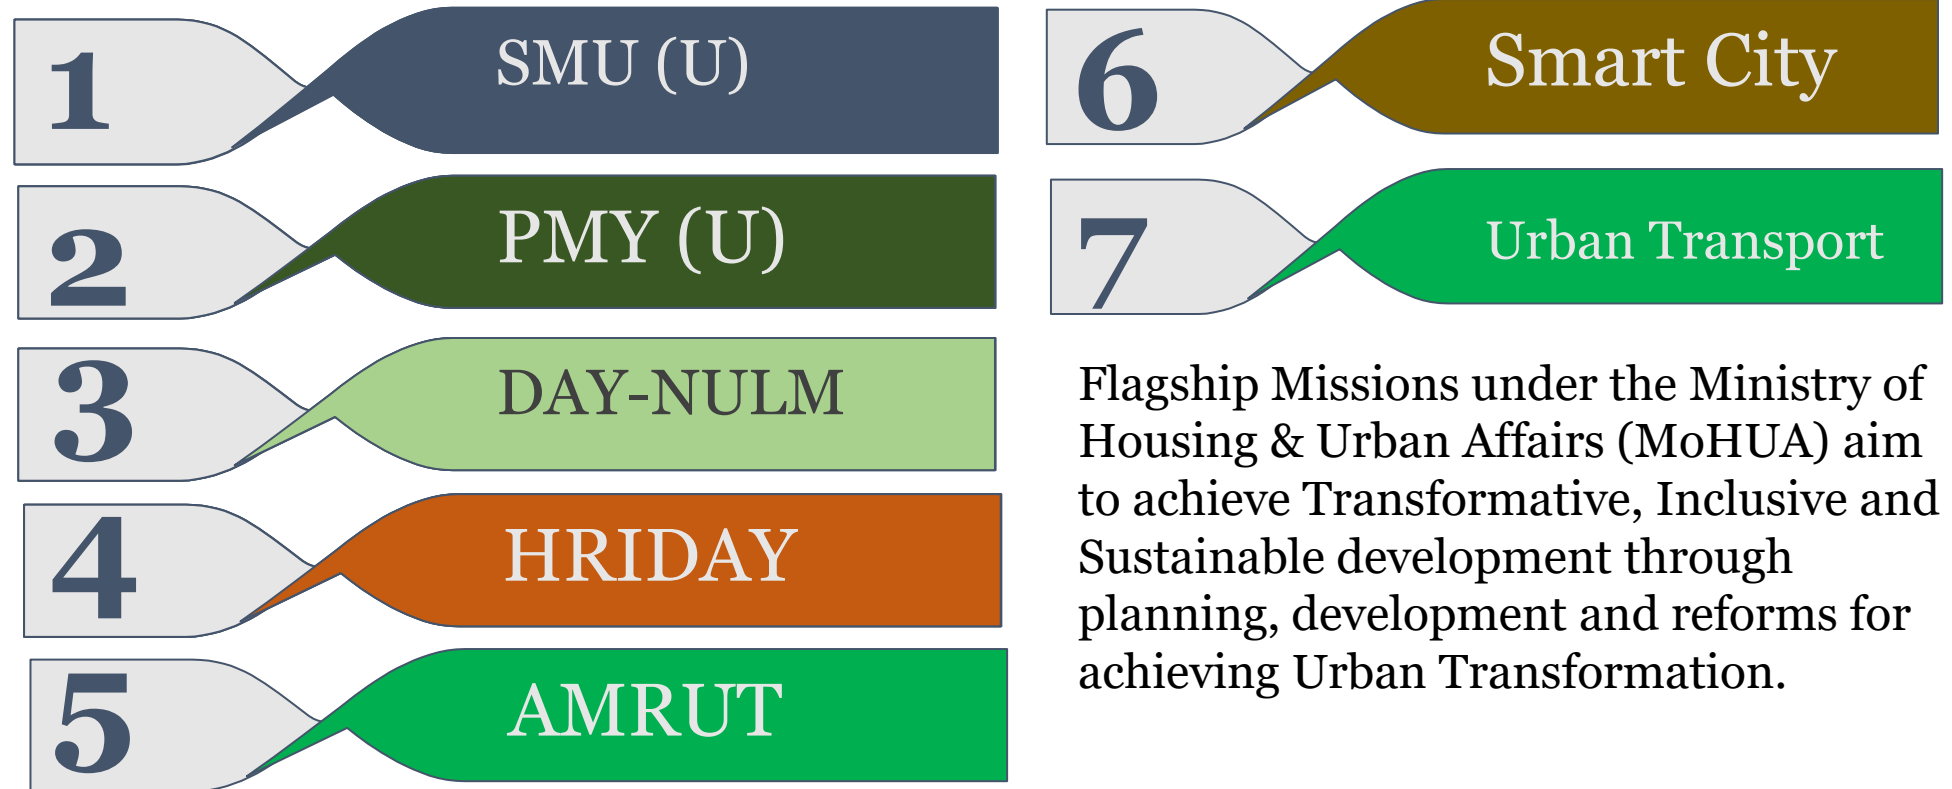 1
SMU (U)
2
PMY (U)
3
DAY-NULM
4
HRIDAY
5
AMRUT
6
Smart City
7
Urban Transport
Flagship Missions under the Ministry of
Housing & Urban Affairs (MoHUA) aim
to achieve Transformative, Inclusive and
Sustainable development through
planning, development and reforms for
achieving Urban Transformation.